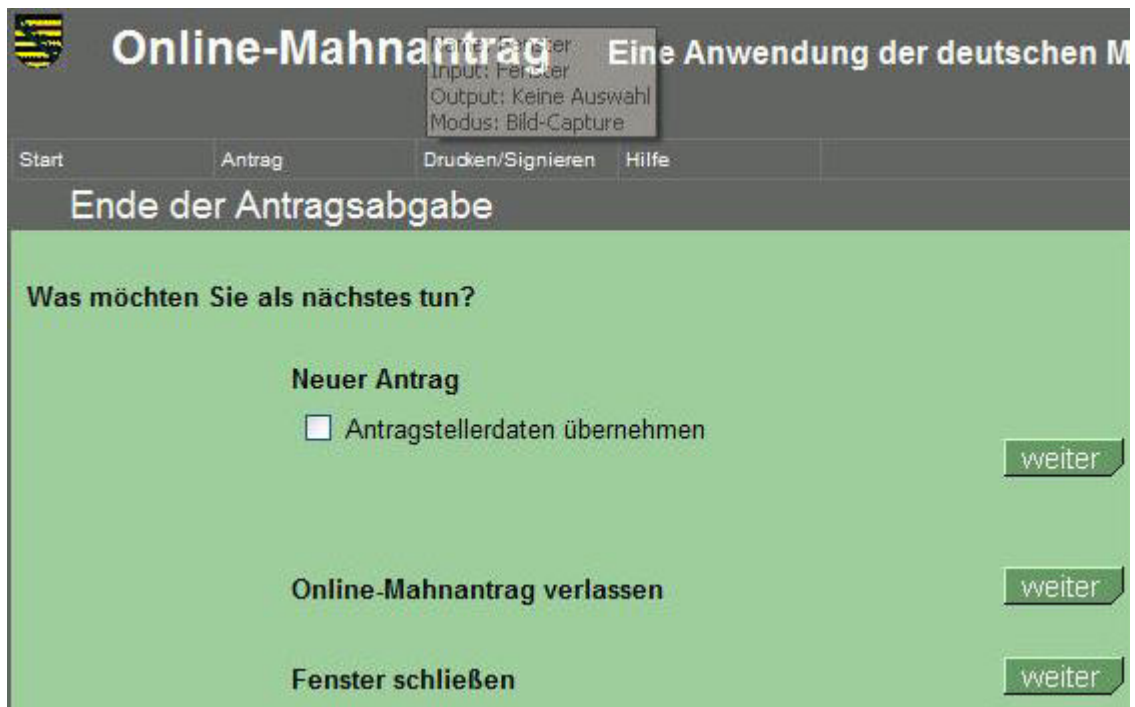 Online-Mahnantrag Eine Anwendung der deutschen M
Fenster
Input: Fenster
Output: Keine Auswahl
Modus: Bild-Capture
Start Antrag Drucken/Signieren Hilfe
Ende der Antragsabgabe
Was möchten Sie als nächstes tun?
Neuer Antrag
Antragstellerdaten übernehmen
weiter
Online-Mahnantrag verlassen weiter
Fenster schließen weiter